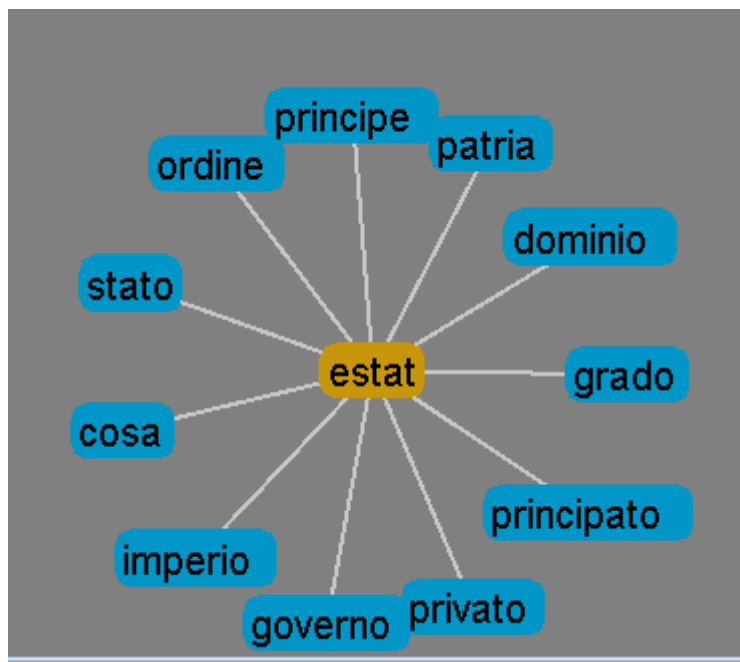 principe
patria
ordine
dominio
stato
estat
grado
cosa
principato
imperio
privato
governo